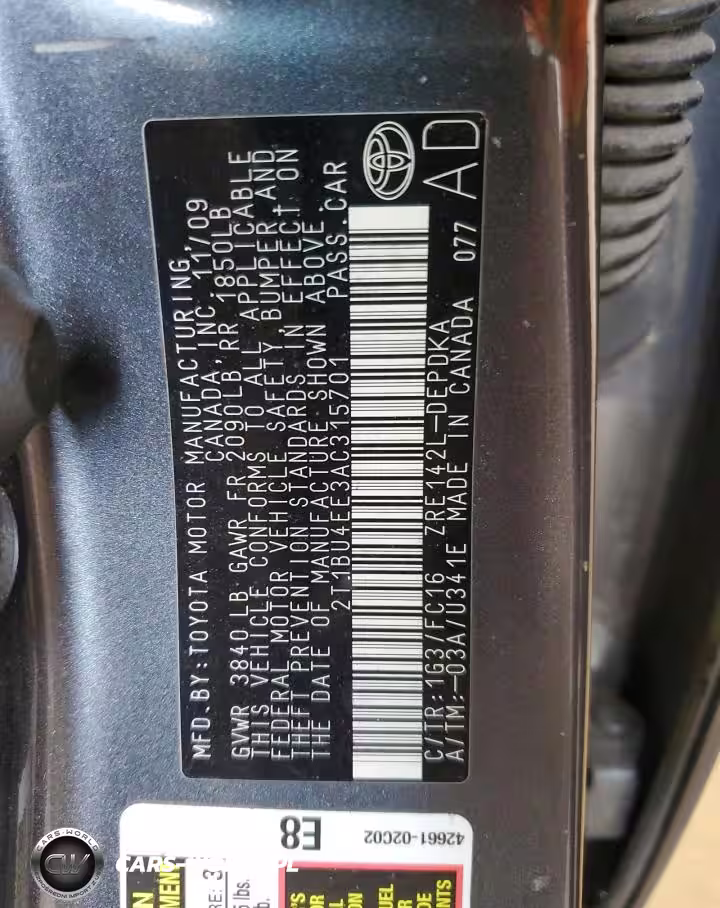 MFD.BY:TOYOTA MOTOR MANUFACTURING,
CANADA, INC. 11/09
GVWR 3840LB GAWR FR 2090LB RR 1850LB
THIS VEHICLE CONFORMS TO ALL APPLICABLE
FEDERAL MOTOR VEHICLE SAFETY, BUMPER, AND
THEFT PREVENTION STANDARDS IN EFFECT ON
THE DATE OF MANUFACTURE SHOWN ABOVE.
2T1BU4EE3AC315701 PASS.CAR
C/TR:1G3/FC16 ZRE142L-DEPDKA
A/TM:-03A/U341E MADE IN CANADA 077
AD
E8
42661-02C02
CARS-WORLD
CW